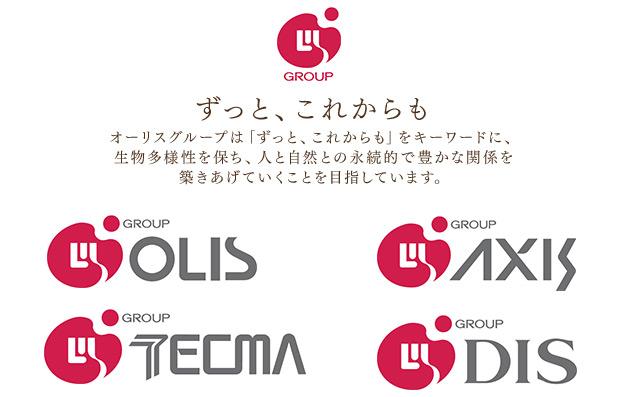 GROUP
ずっと、これからも
オーリスグループは「ずっと、これからも」をキーワードに、
生物多様性を保ち、人と自然との永続的で豊かな関係を
築きあげていくことを目指しています。
GROUP
OLIS
GROUP
AXIS
GROUP
TECMA
GROUP
DIS